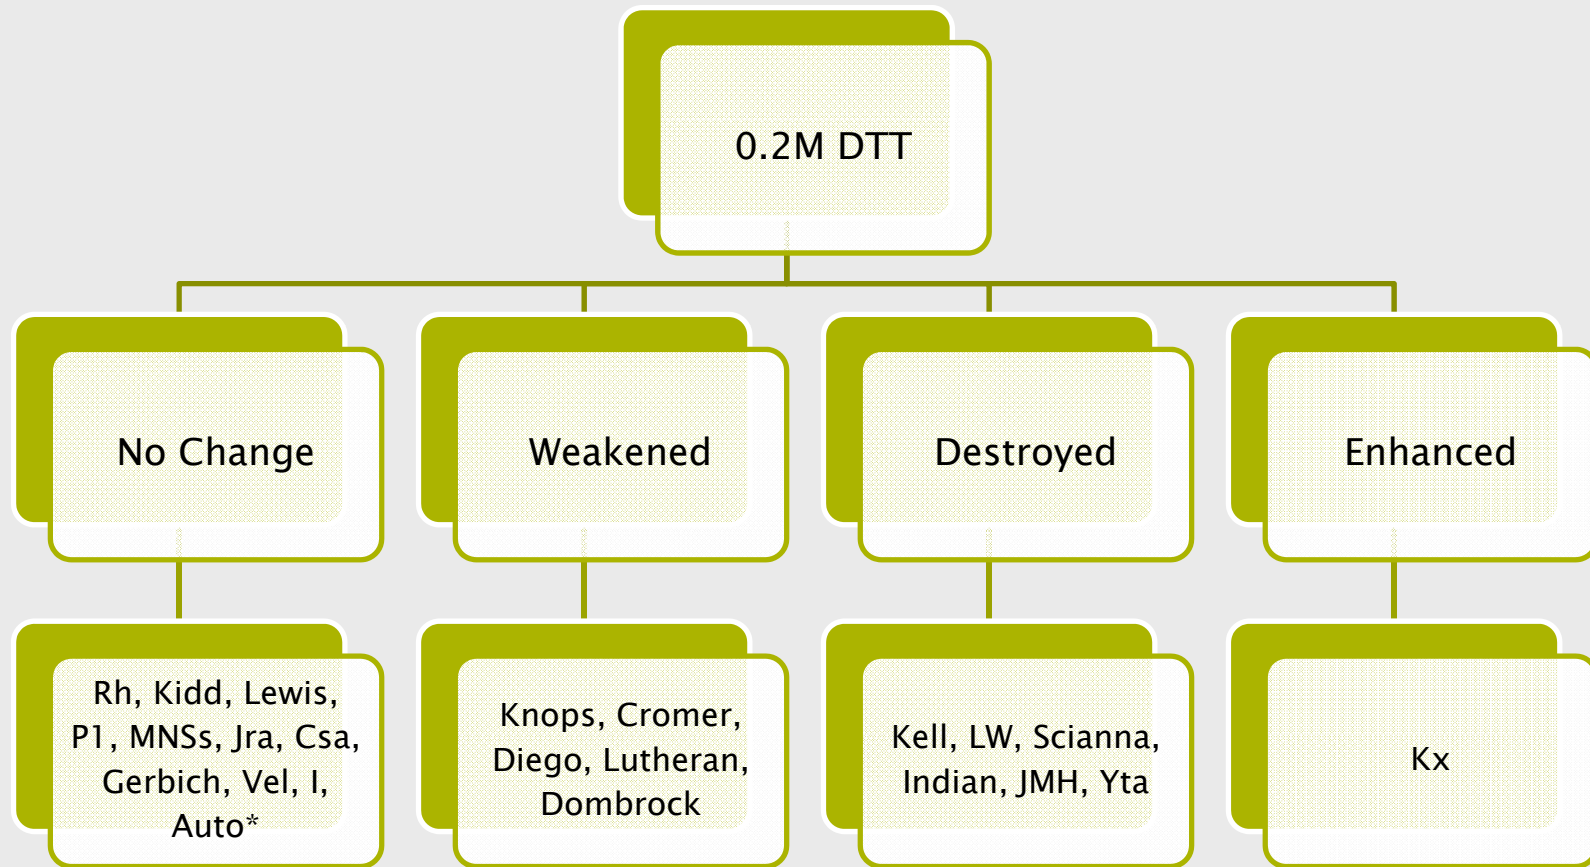 0.2M DTT
No Change
Weakened
Destroyed
Enhanced
Rh, Kidd, Lewis,
P1, MNSs, Jra, Csa,
Gerbich, Vel, I,
Auto*
Knops, Cromer,
Diego, Lutheran,
Dombrock
Kell, LW, Scianna,
Indian, JMH, Yta
Kx